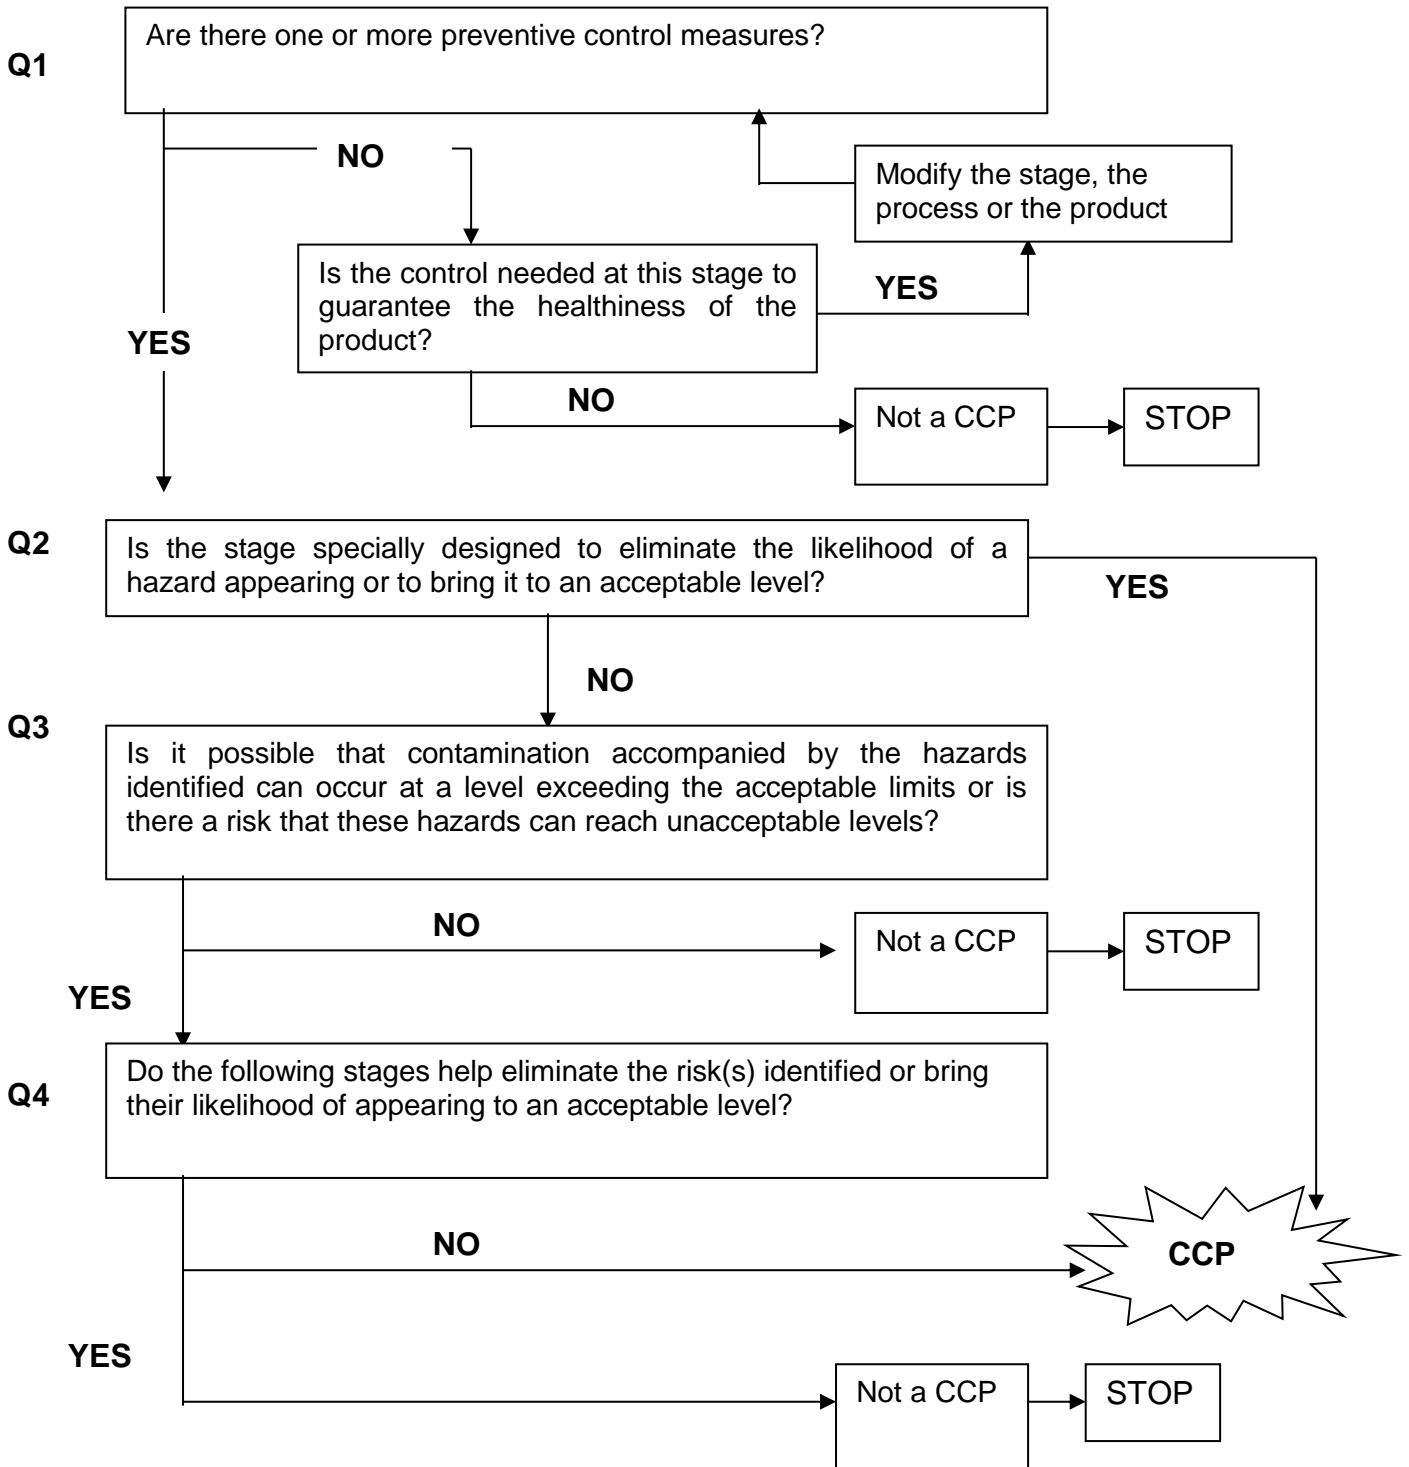 Q1
Are there one or more preventive control measures?
NO
Modify the stage, the
process or the product
Is the control needed at this stage to
guarantee the healthiness of the
product?
YES
YES
NO
Not a CCP
STOP
Q2
Is the stage specially designed to eliminate the likelihood of a
hazard appearing or to bring it to an acceptable level?
YES
NO
Q3
Is it possible that contamination accompanied by the hazards
identified can occur at a level exceeding the acceptable limits or is
there a risk that these hazards can reach unacceptable levels?
NO
Not a CCP
STOP
YES
Q4
Do the following stages help eliminate the risk(s) identified or bring
their likelihood of appearing to an acceptable level?
NO
CCP
YES
Not a CCP
STOP